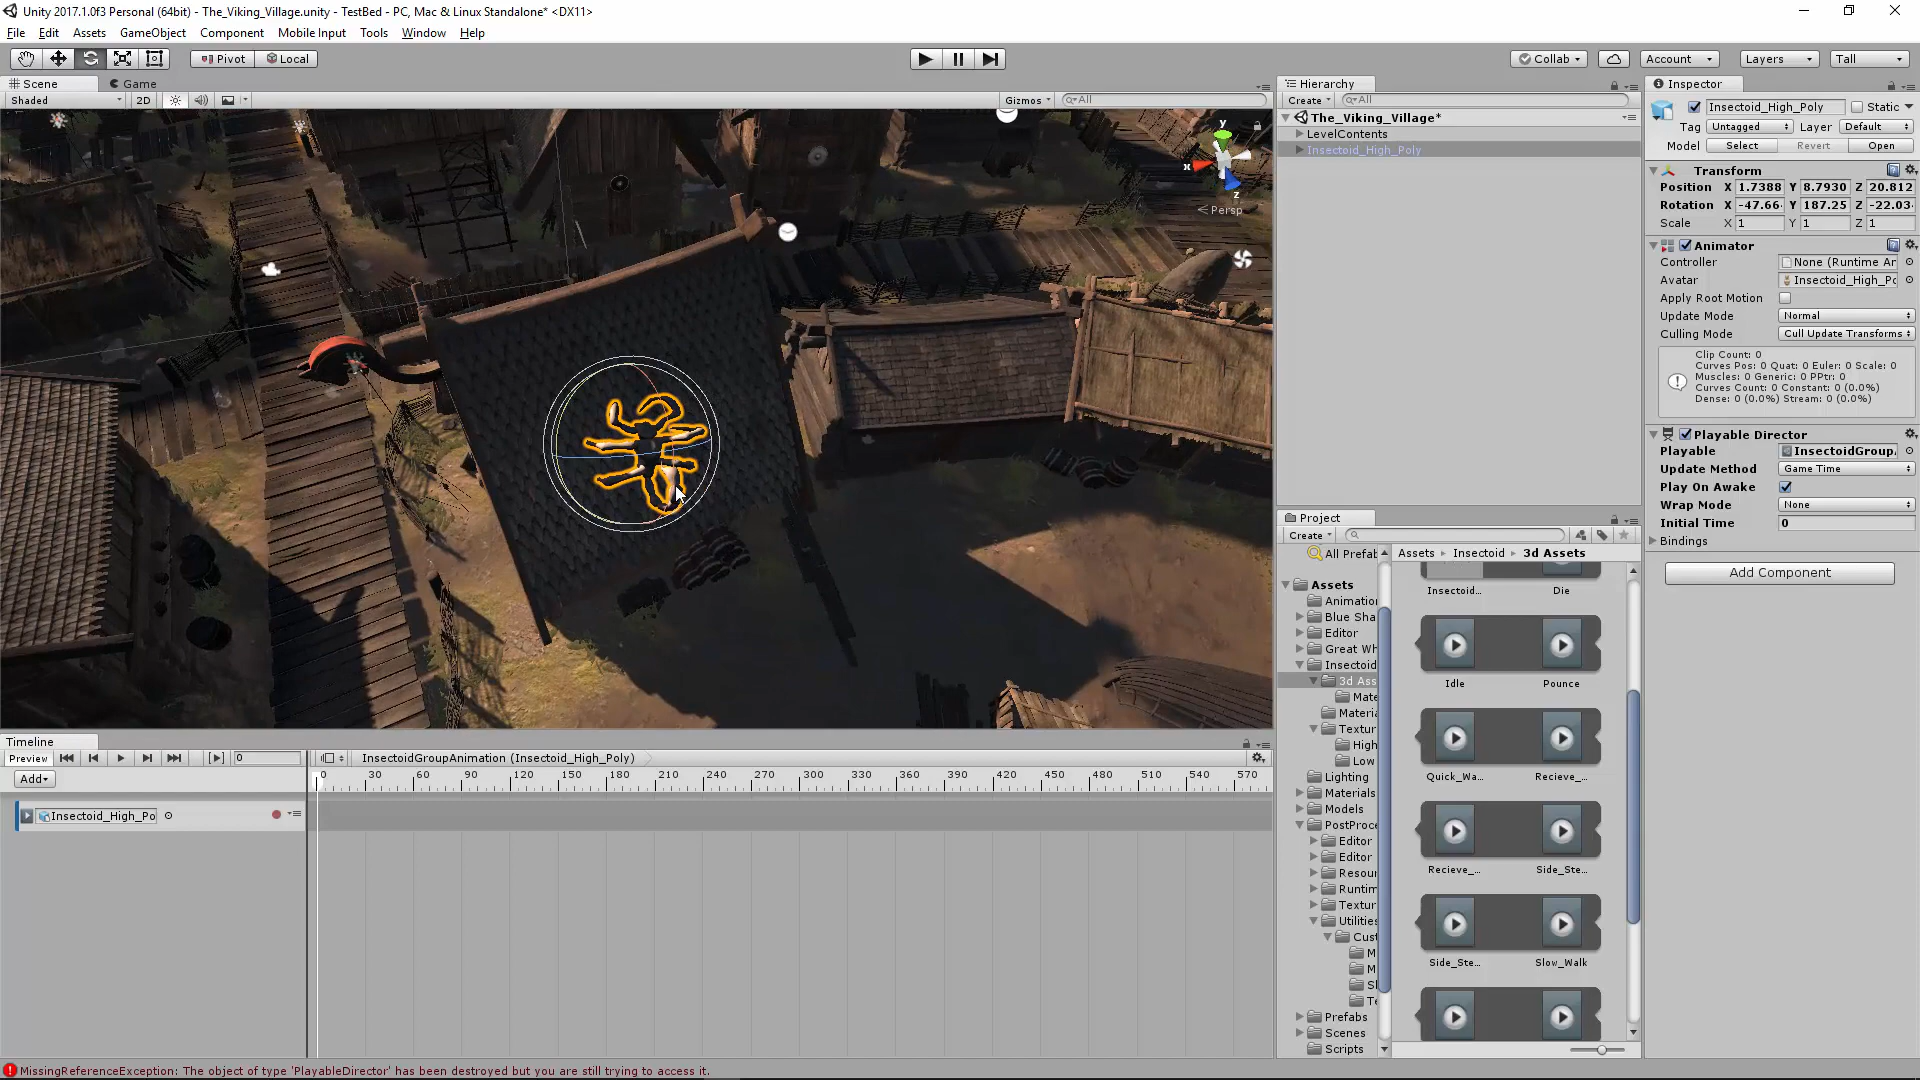 Unity 2017.1.0f3 Personal (64bit) - The_Viking_Village.unity - TestBed - PC, Mac & Linux Standalone* <DX11>
File Edit Assets GameObject Component Mobile Input Tools Window Help
Pivot Local Collab Account Layers Tall
Scene Game
Shaded 2D Gizmos All
y
x
z
Persp
Hierarchy
Create All
The_Viking_Village*
LevelContents
Insectoid_High_Poly
Inspector
Insectoid_High_Poly Static
Tag Untagged Layer Default
Model Select Revert Open
Transform
Position X 1.7388 Y 8.7930 Z 20.812
Rotation X -47.66 Y 187.25 Z -22.03
Scale X 1 Y 1 Z 1
Animator
Controller None (Runtime Ar
Avatar Insectoid_High_Po
Apply Root Motion
Update Mode Normal
Culling Mode Cull Update Transforms
Clip Count: 0
Curves Pos: 0 Quat: 0 Euler: 0 Scale: 0
Muscles: 0 Generic: 0 PPtr: 0
Curves Count: 0 Constant: 0 (0.0%)
Dense: 0 (0.0%) Stream: 0 (0.0%)
Playable Director
Playable InsectoidGroup
Update Method Game Time
Play On Awake
Wrap Mode None
Initial Time 0
Bindings
Add Component
Project
Create
All Prefab
Assets
Animation
Blue Sha
Editor
Great Wh
Insectoid
3d Ass
Mate
Materia
Textur
High
Low
Lighting
Materials
Models
PostProce
Editor
Editor
Resour
Runtim
Textur
Utilities
Cust
M
M
Prefabs
Scenes
Scripts
Assets Insectoid 3d Assets
Insectoid... Die
Idle Pounce
Quick_Wa... Recieve_...
Recieve_... Side_Ste...
Side_Ste... Slow_Walk
Timeline
Preview 0 InsectoidGroupAnimation (Insectoid_High_Poly)
Add
0 30 60 90 120 150 180 210 240 270 300 330 360 390 420 450 480 510 540 570
Insectoid_High_Po
MissingReferenceException: The object of type 'PlayableDirector' has been destroyed but you are still trying to access it.